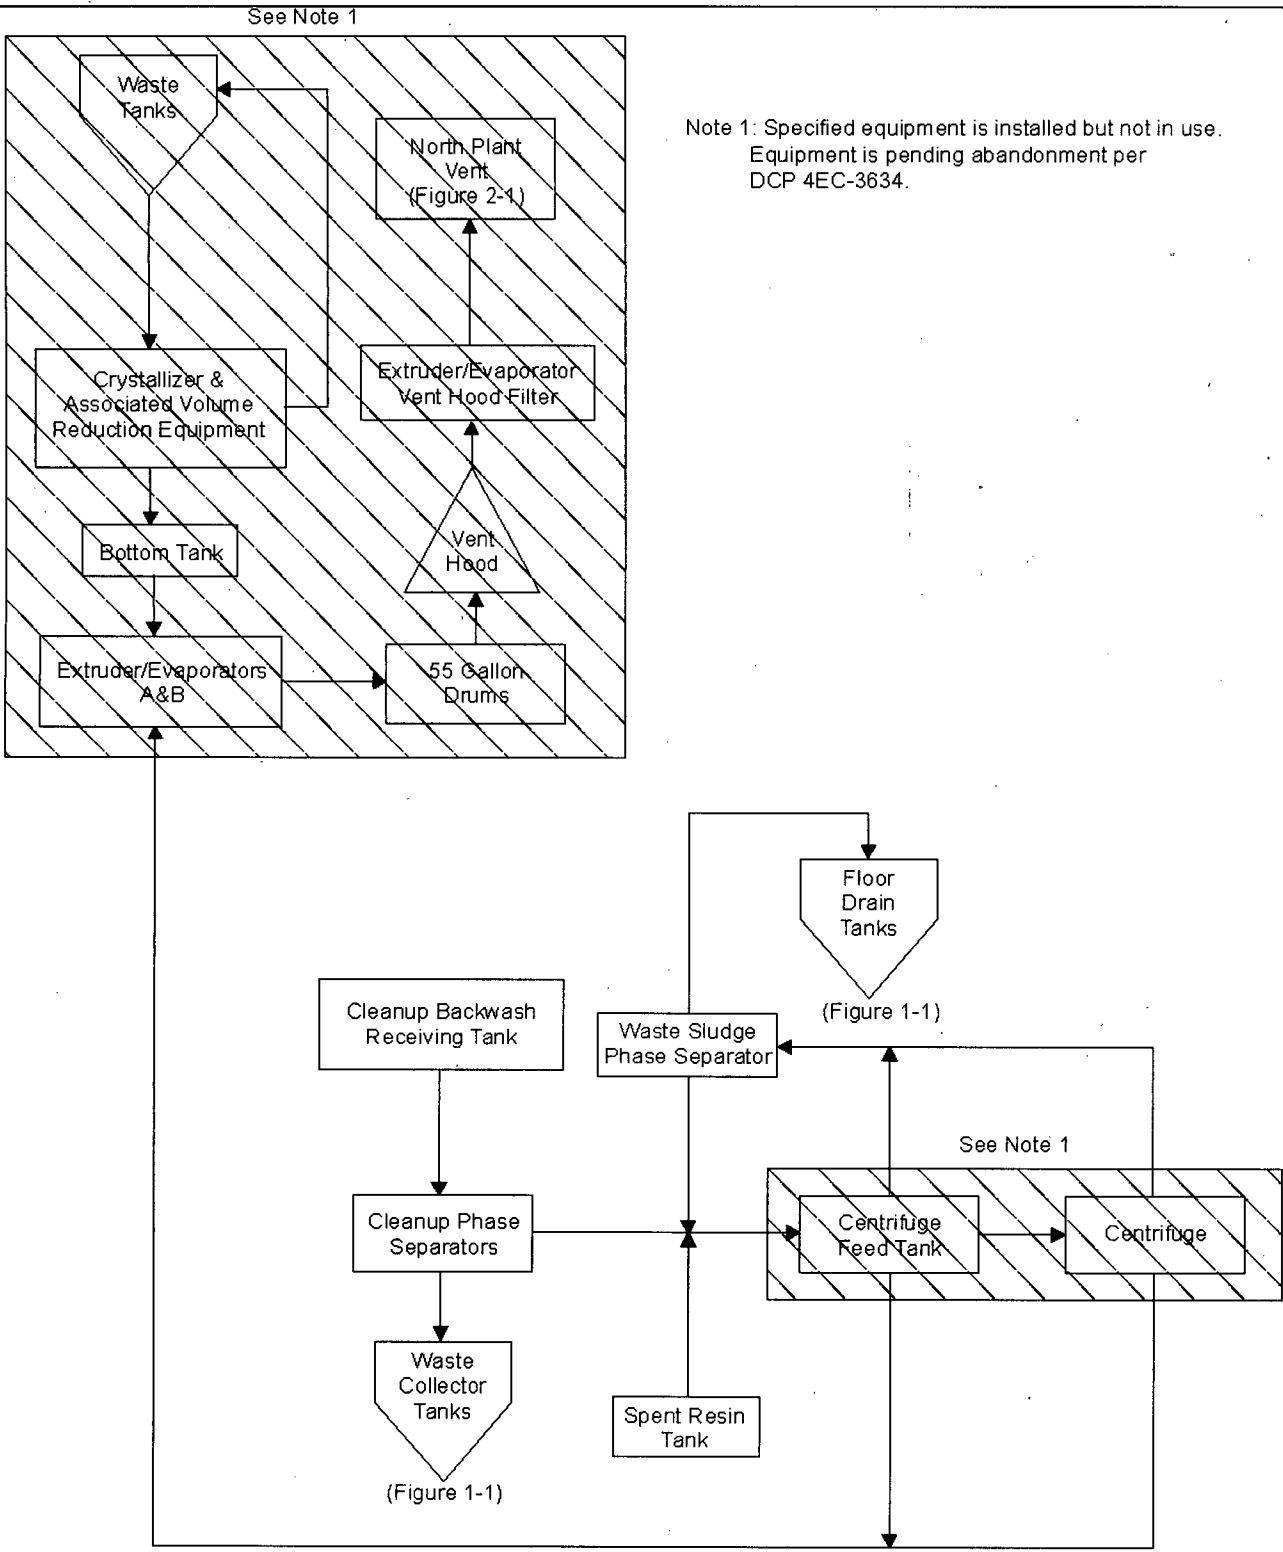 See Note 1
Waste
Tanks
North Plant
Vent
(Figure 2-1)
Note 1: Specified equipment is installed but not in use.
Equipment is pending abandonment per
DCP 4EC-3634.
Crystallizer &
Associated Volume
Reduction Equipment
Extruder/Evaporator
Vent Hood Filter
Bottom Tank
Vent
Hood
Extruder/Evaporators
A&B
55 Gallon
Drums
Floor
Drain
Tanks
(Figure 1-1)
Cleanup Backwash
Receiving Tank
Waste Sludge
Phase Separator
See Note 1
Cleanup Phase
Separators
Centrifuge
Feed Tank
Centrifuge
Waste
Collector
Tanks
(Figure 1-1)
Spent Resin
Tank